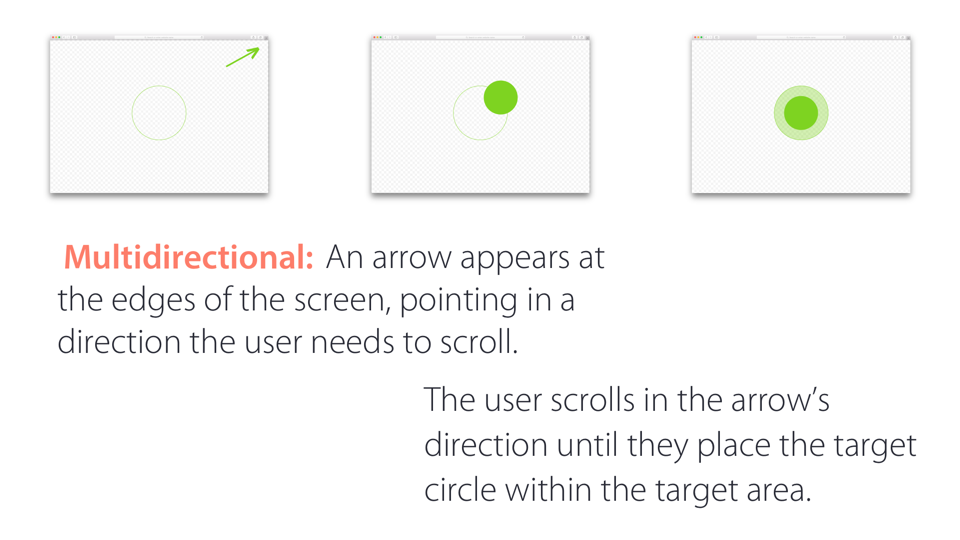 Multidirectional: An arrow appears at
the edges of the screen, pointing in a
direction the user needs to scroll.
The user scrolls in the arrow’s
direction until they place the target
circle within the target area.